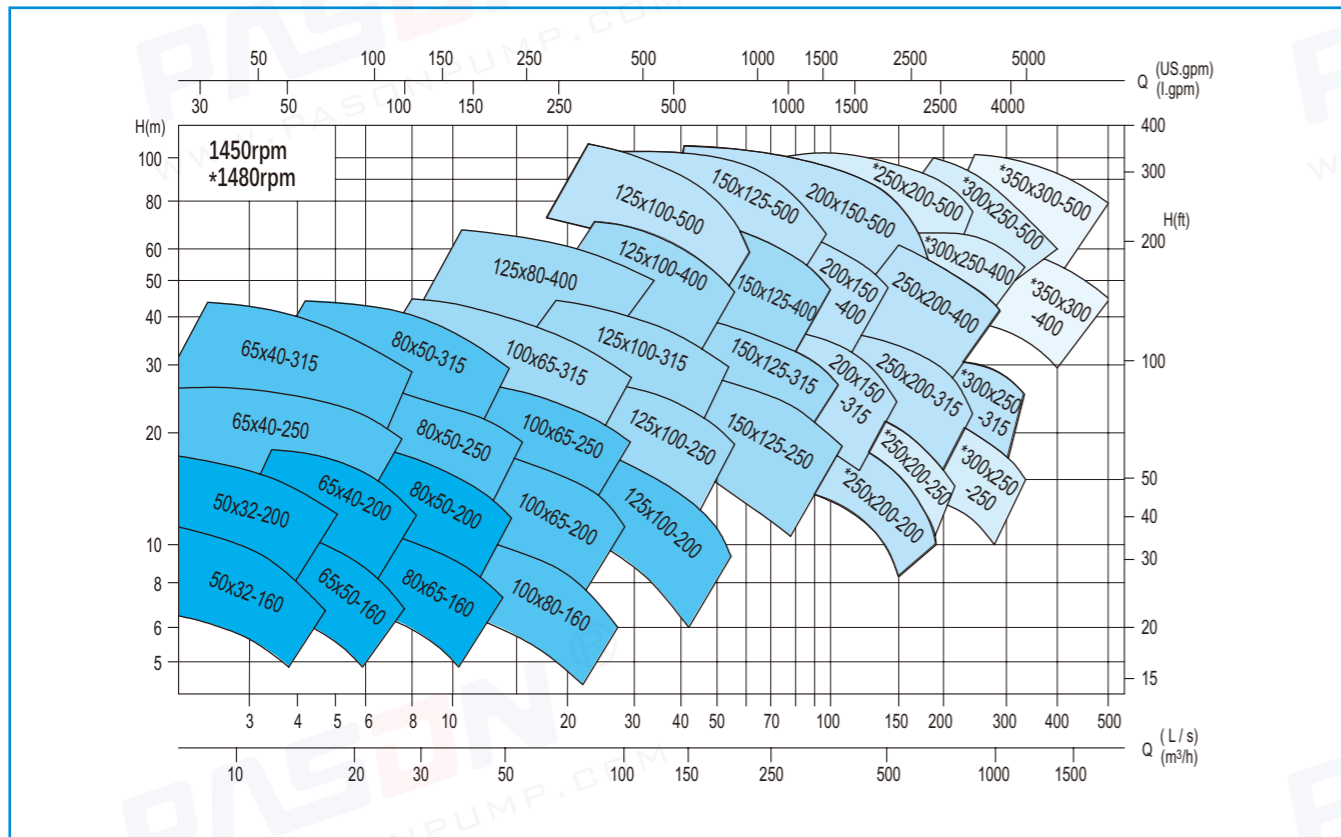 50 100 150 250 500 1000 1500 2500 5000 (US.gpm)
Q
30 50 100 150 250 500 1000 1500 2500 4000 (I.gpm)
H(m)
400
1450rpm
*1480rpm
100
300
80
H(ft)
60
200
50
40
100
30
20
50
40
10
30
8
6
20
5
15
*250x200-500
*300x250-500
*350x300-500
150x125-500
200x150-500
125x100-500
*300x250-400
125x100-400
125x80-400
150x125-400
200x150
-400
250x200-400
*350x300
-400
65x40-315
80x50-315
100x65-315
125x100-315
150x125-315
200x150
-315
250x200-315
*300x250
-315
65x40-250
80x50-250
100x65-250
125x100-250
150x125-250
*250x200-250
*300x250
-250
50x32-200
65x40-200
80x50-200
100x65-200
125x100-200
*250x200-200
50x32-160
65x50-160
80x65-160
100x80-160
3 4 5 6 8 10 20 30 40 50 70 100 150 200 300 400 500 ( L / s)
Q
10 20 30 50 100 150 250 500 1000 1500 (m³/h)
PASON
WWW.PASONPUMP.COM
PASON ®
PASONPUMP.COM